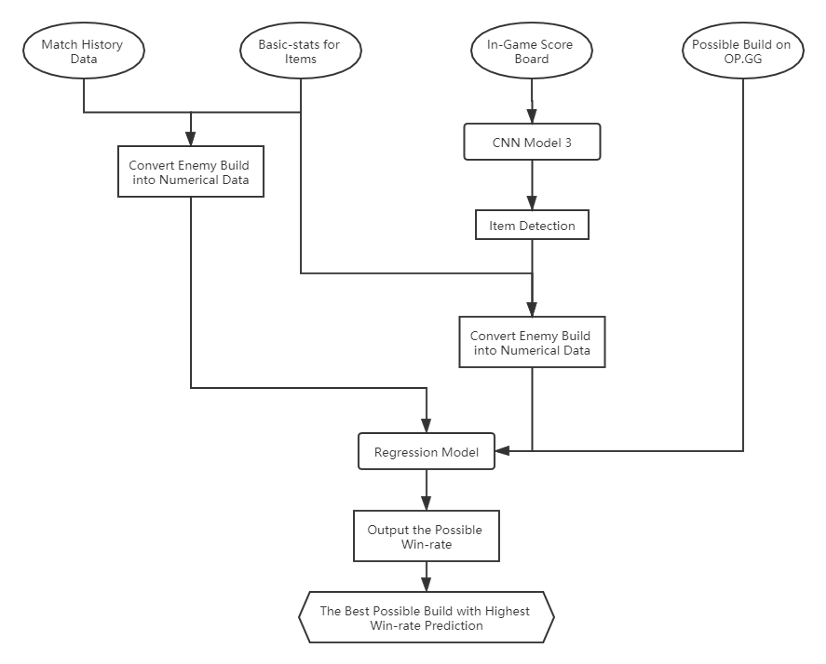 Match History
Data
Basic-stats for
Items
In-Game Score
Board
Possible Build on
OP.GG
CNN Model 3
Convert Enemy Build
into Numerical Data
Item Detection
Convert Enemy Build
into Numerical Data
Regression Model
Output the Possible
Win-rate
The Best Possible Build with Highest
Win-rate Prediction